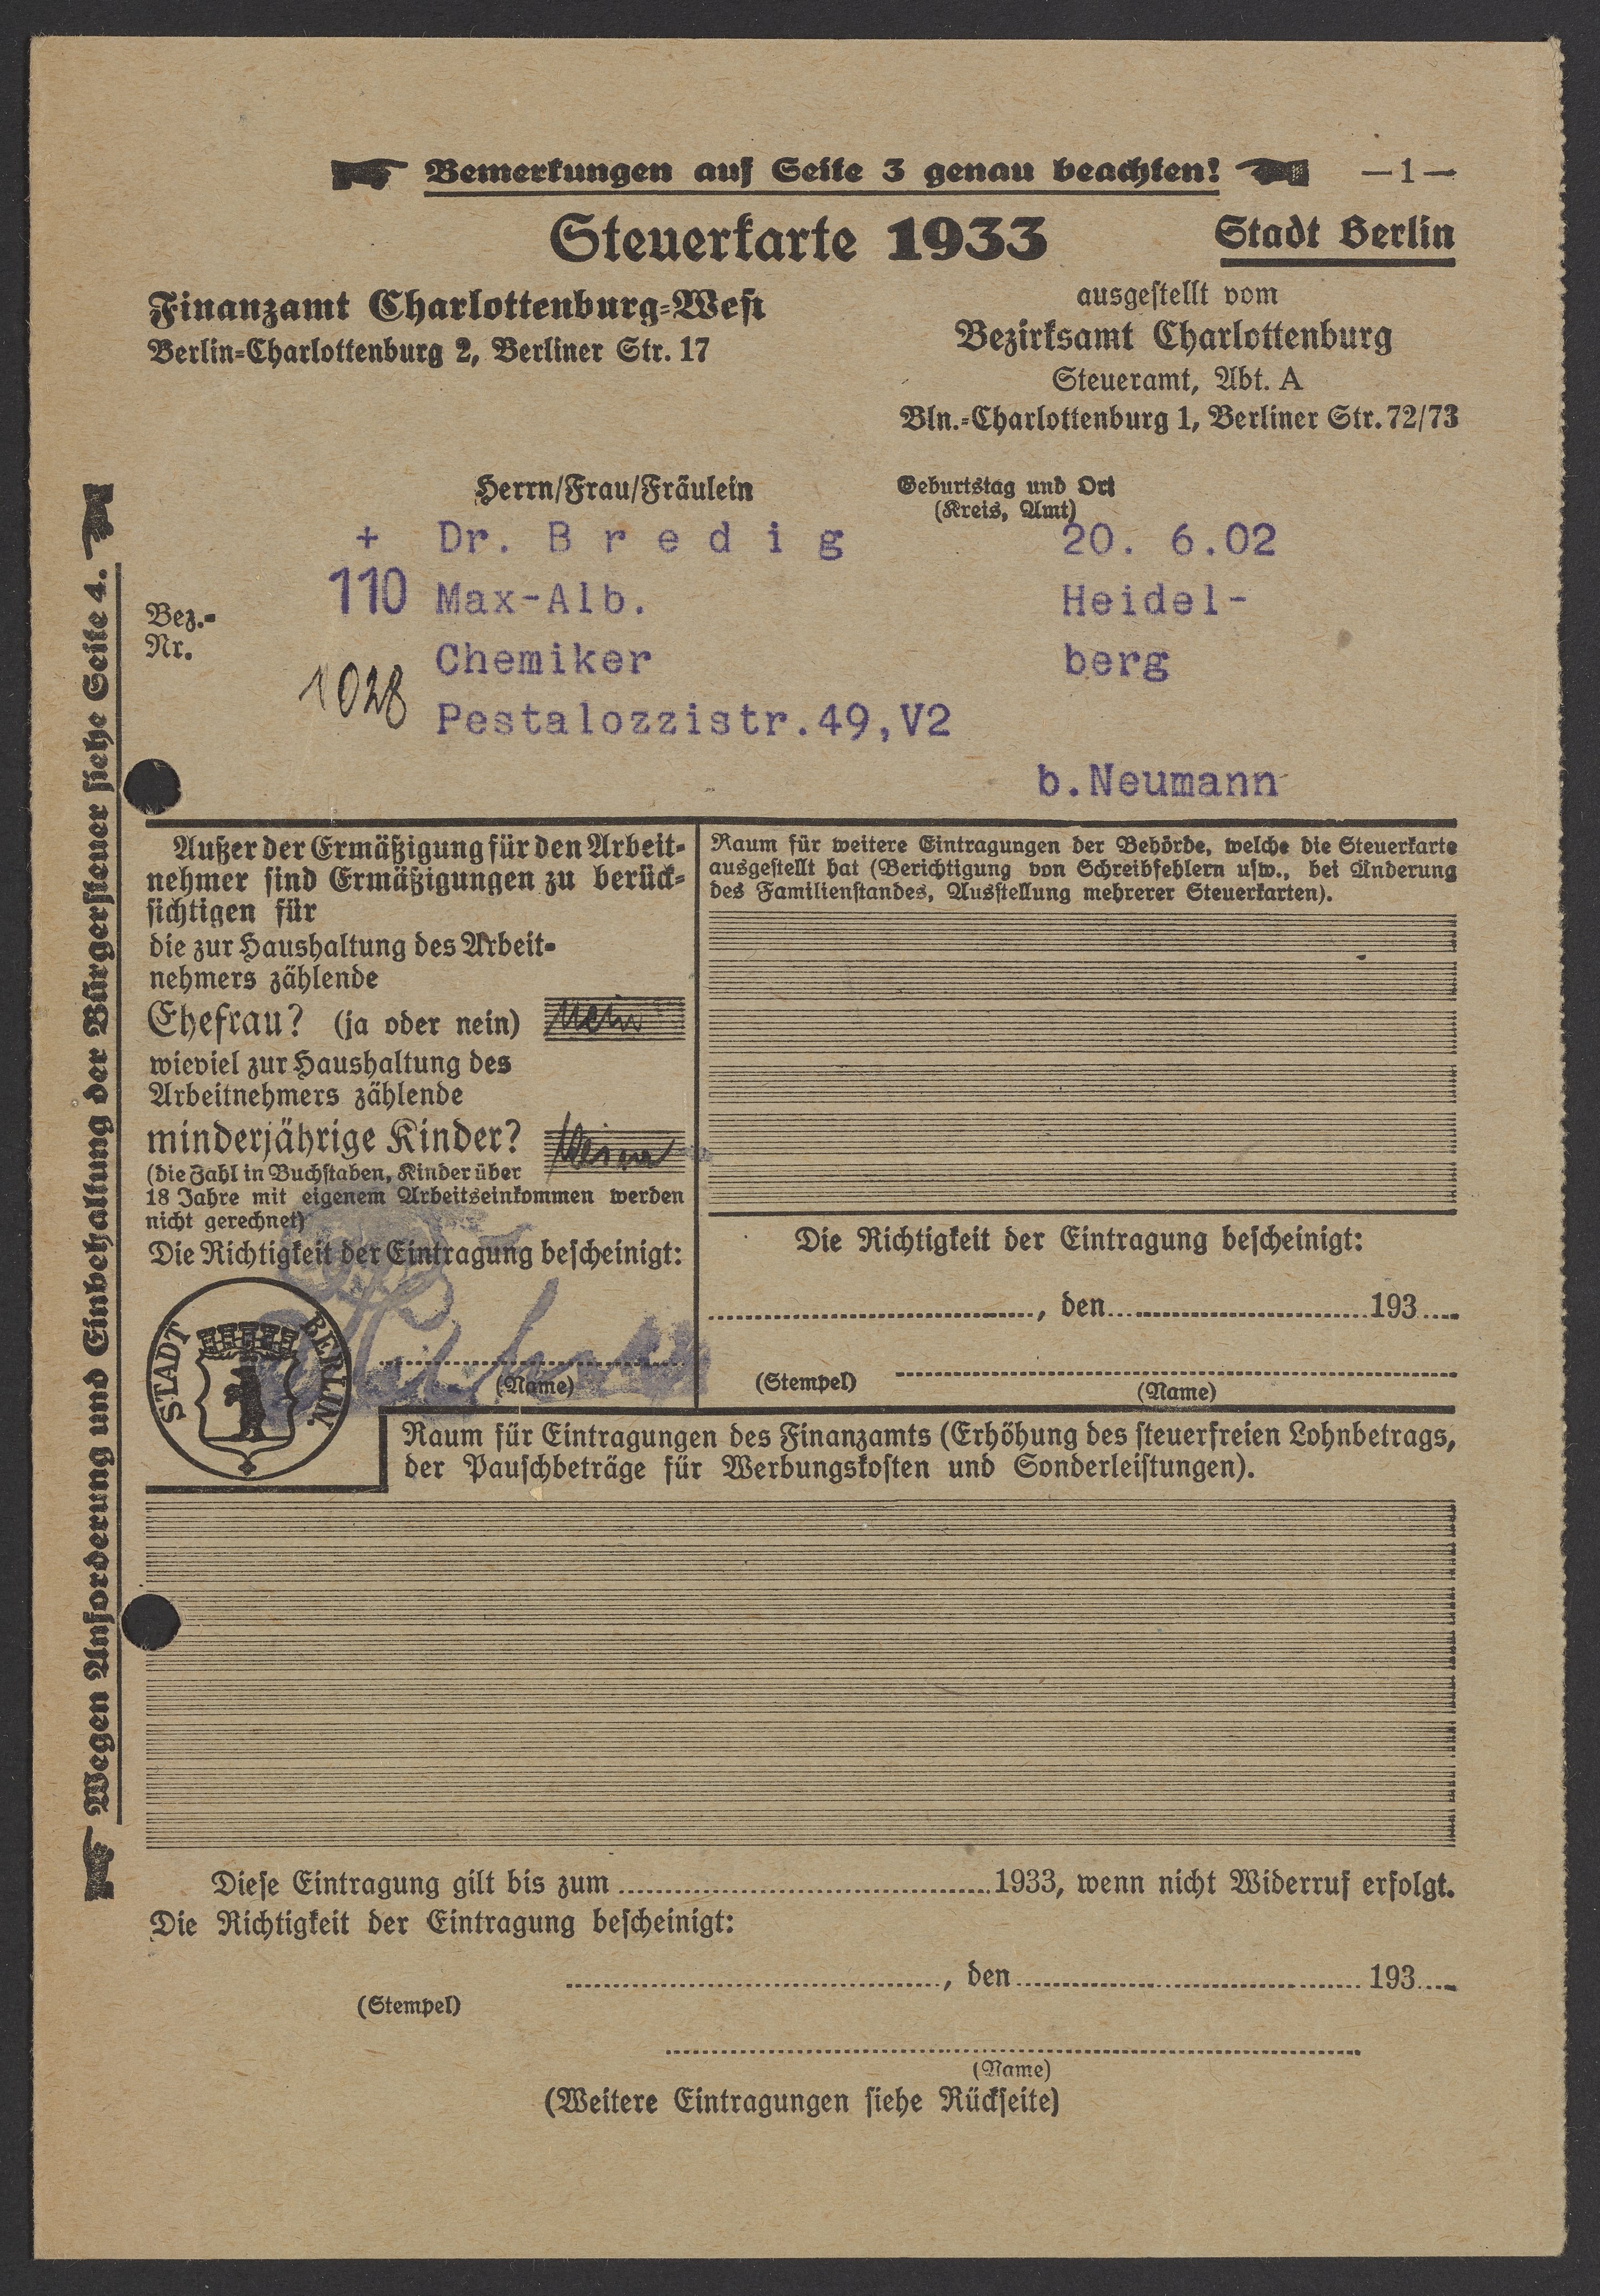 Bemerkungen auf Seite 3 genau beachten!
—1—
Steuerkarte 1933
Stadt Berlin
Finanzamt Charlottenburg-West
Berlin-Charlottenburg 2, Berliner Str. 17
ausgestellt vom
Bezirksamt Charlottenburg
Steueramt, Abt. A
Bln.-Charlottenburg 1, Berliner Str. 72/73
Herrn/Frau/Fräulein
Geburtstag und Ort
(Kreis, Amt)
+ Dr. B r e d i g
20. 6.02
Bez.-
Nr.
110 Max-Alb.
Heidel-
1028
Chemiker
berg
Pestalozzistr.49,V2
b.Neumann
Außer der Ermäßigung für den Arbeit-
nehmer sind Ermäßigungen zu berück-
sichtigen für
die zur Haushaltung des Arbeit-
nehmers zählende
Ehefrau? (ja oder nein) nein
wieviel zur Haushaltung des
Arbeitnehmers zählende
minderjährige Kinder?
(die Zahl in Buchstaben, Kinder über
18 Jahre mit eigenem Arbeitseinkommen werden
nicht gerechnet)
Die Richtigkeit der Eintragung bescheinigt:
STADT BERLIN
(Name)
Raum für weitere Eintragungen der Behörde, welche die Steuerkarte
ausgestellt hat (Berichtigung von Schreibfehlern usw., bei Änderung
des Familienstandes, Ausstellung mehrerer Steuerkarten).
Die Richtigkeit der Eintragung bescheinigt:
, den 193
(Stempel)
(Name)
Raum für Eintragungen des Finanzamts (Erhöhung des steuerfreien Lohnbetrags,
der Pauschbeträge für Werbungskosten und Sonderleistungen).
Diese Eintragung gilt bis zum 1933, wenn nicht Widerruf erfolgt.
Die Richtigkeit der Eintragung bescheinigt:
, den 193
(Stempel)
(Name)
(Weitere Eintragungen siehe Rückseite)
Wegen Anforderung und Einbehaltung der Bürgersteuer siehe Seite 4.